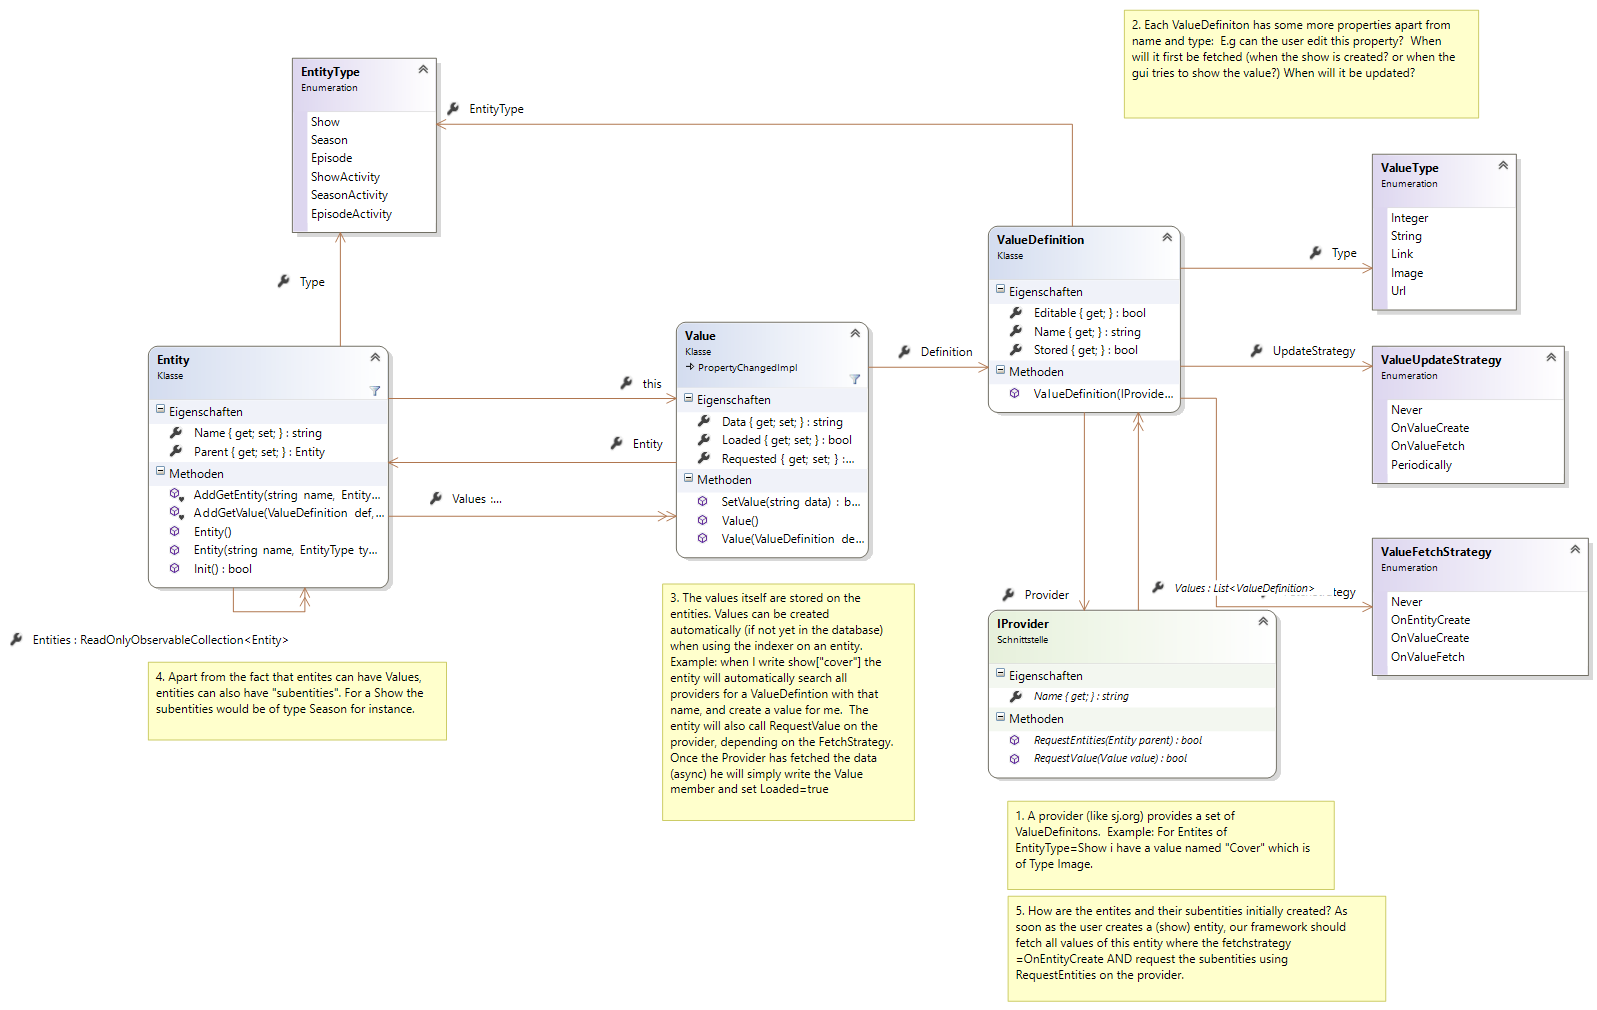 2. Each ValueDefiniton has some more properties apart from
name and type:  E.g can the user edit this property?  When
will it first be fetched (when the show is created? or when the
gui tries to show the value?) When will it be updated?
EntityType
Enumeration
Show
Season
Episode
ShowActivity
SeasonActivity
EpisodeActivity
EntityType
ValueType
Enumeration
Integer
String
Link
Image
Url
ValueDefinition
Klasse
Eigenschaften
Editable { get; } : bool
Name { get; } : string
Stored { get; } : bool
Methoden
ValueDefinition(IProvide...
Type
Type
Entity
Klasse
Eigenschaften
Name { get; set; } : string
Parent { get; set; } : Entity
Methoden
AddGetEntity(string name, Entity...
AddGetValue(ValueDefinition def,...
Entity()
Entity(string name, EntityType ty...
Init() : bool
this
Entity
Values :...
Value
Klasse
PropertyChangedImpl
Eigenschaften
Data { get; set; } : string
Loaded { get; set; } : bool
Requested { get; set; } :...
Methoden
SetValue(string data) : b...
Value()
Value(ValueDefinition de...
Definition
UpdateStrategy
ValueUpdateStrategy
Enumeration
Never
OnValueCreate
OnValueFetch
Periodically
ValueFetchStrategy
Enumeration
Never
OnEntityCreate
OnValueCreate
OnValueFetch
Provider
Values : List<ValueDefinition>
tegy
IProvider
Schnittstelle
Eigenschaften
Name { get; } : string
Methoden
RequestEntities(Entity parent) : bool
RequestValue(Value value) : bool
Entities : ReadOnlyObservableCollection<Entity>
4. Apart from the fact that entites can have Values,
entities can also have "subentities". For a Show the
subentities would be of type Season for instance.
3. The values itself are stored on the
entities. Values can be created
automatically (if not yet in the database)
when using the indexer on an entity.
Example: when I write show["cover"] the
entity will automatically search all
providers for a ValueDefintion with that
name, and create a value for me.  The
entity will also call RequestValue on the
provider, depending on the FetchStrategy.
Once the Provider has fetched the data
(async) he will simply write the Value
member and set Loaded=true
1. A provider (like sj.org) provides a set of
ValueDefinitons.  Example: For Entites of
EntityType=Show i have a value named "Cover" which is
of Type Image.
5. How are the entites and their subentities initially created? As
soon as the user creates a (show) entity, our framework should
fetch all values of this entity where the fetchstrategy
=OnEntityCreate AND request the subentities using
RequestEntities on the provider.